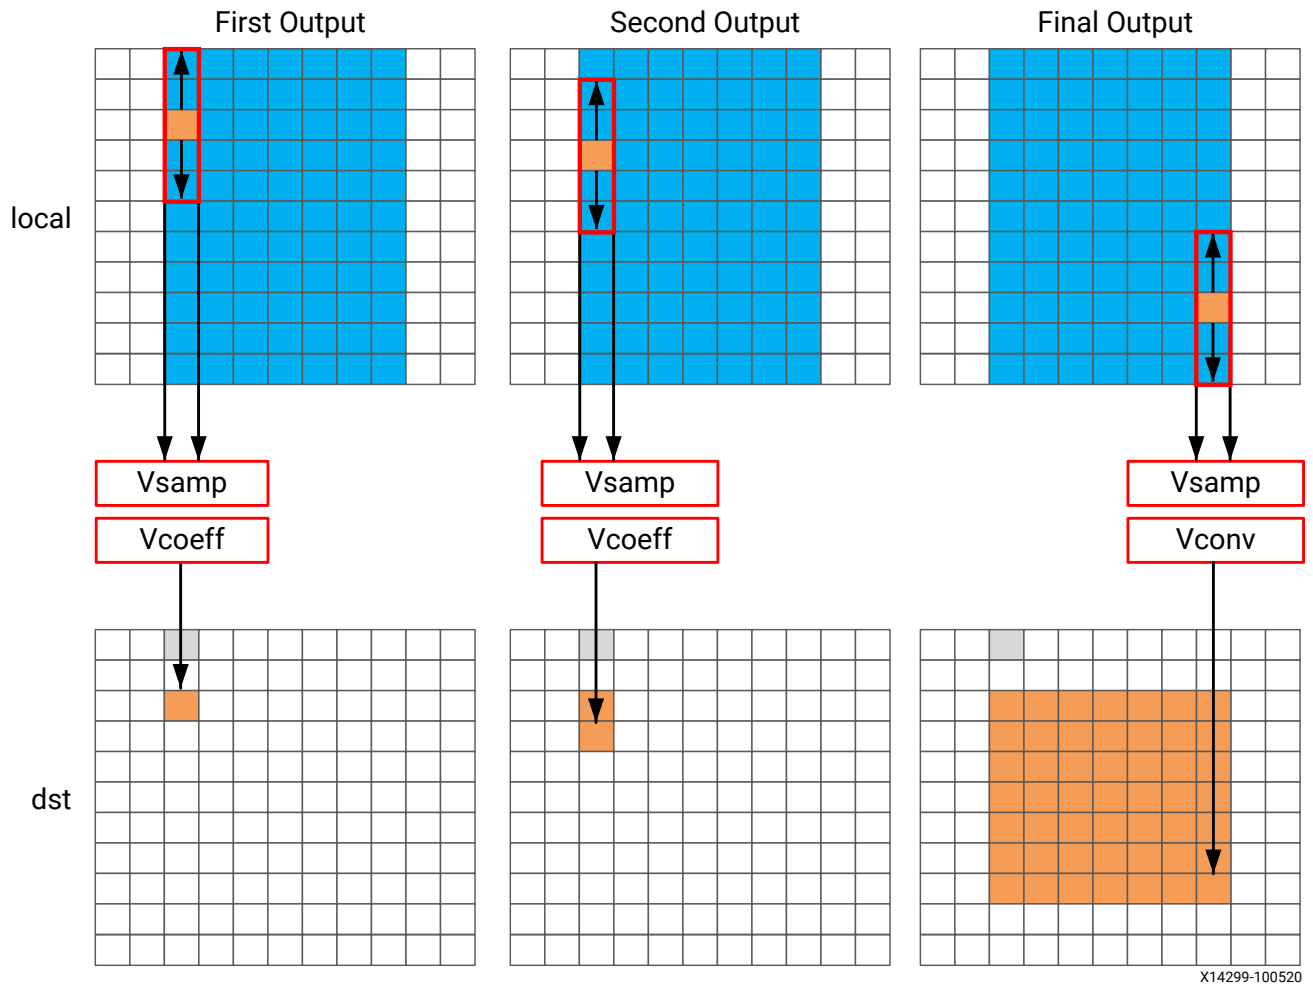 First Output
Second Output
Final Output
local
Vsamp
Vsamp
Vsamp
Vcoeff
Vcoeff
Vconv
dst
X14299-100520